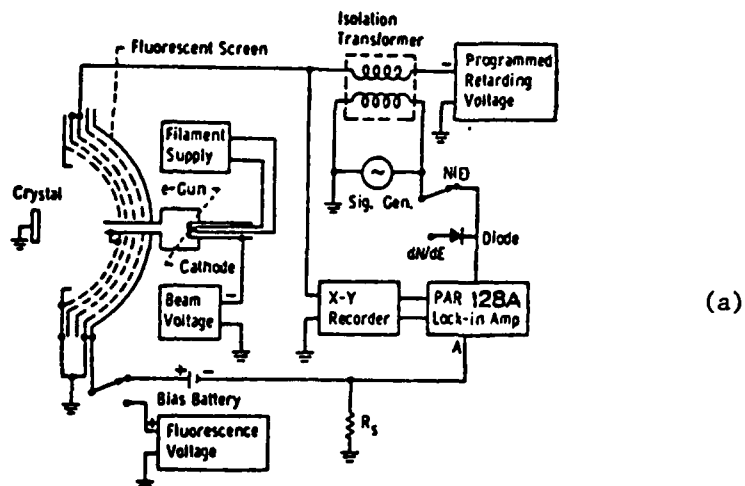 Isolation
Transformer
Fluorescent Screen
- Programmed
Retarding
Voltage
Filament
Supply
Crystal
e- Gun
N(E)
Sig. Gen.
Diode
dN/dE
Cathode
Beam
Voltage
-
X-Y
Recorder
PAR 128A
Lock-in Amp
(a)
A
+ -
Bias Battery
+
Fluorescence
Voltage
Rs